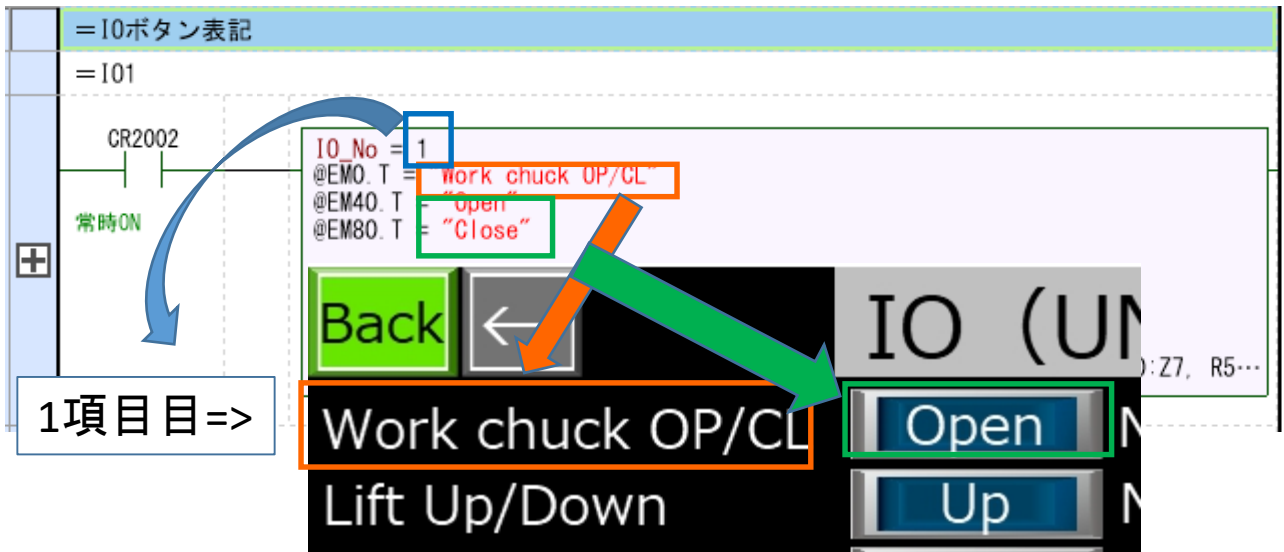 =IOボタン表記
=IO1
CR2002
常時ON
IO_No = 1
@EM0.T = "Work chuck OP/CL"
@EM40.T = "Open"
@EM80.T = "Close"
Back ← IO (UN
):Z7, R5…
1項目目=>
Work chuck OP/CL Open N
Lift Up/Down Up N